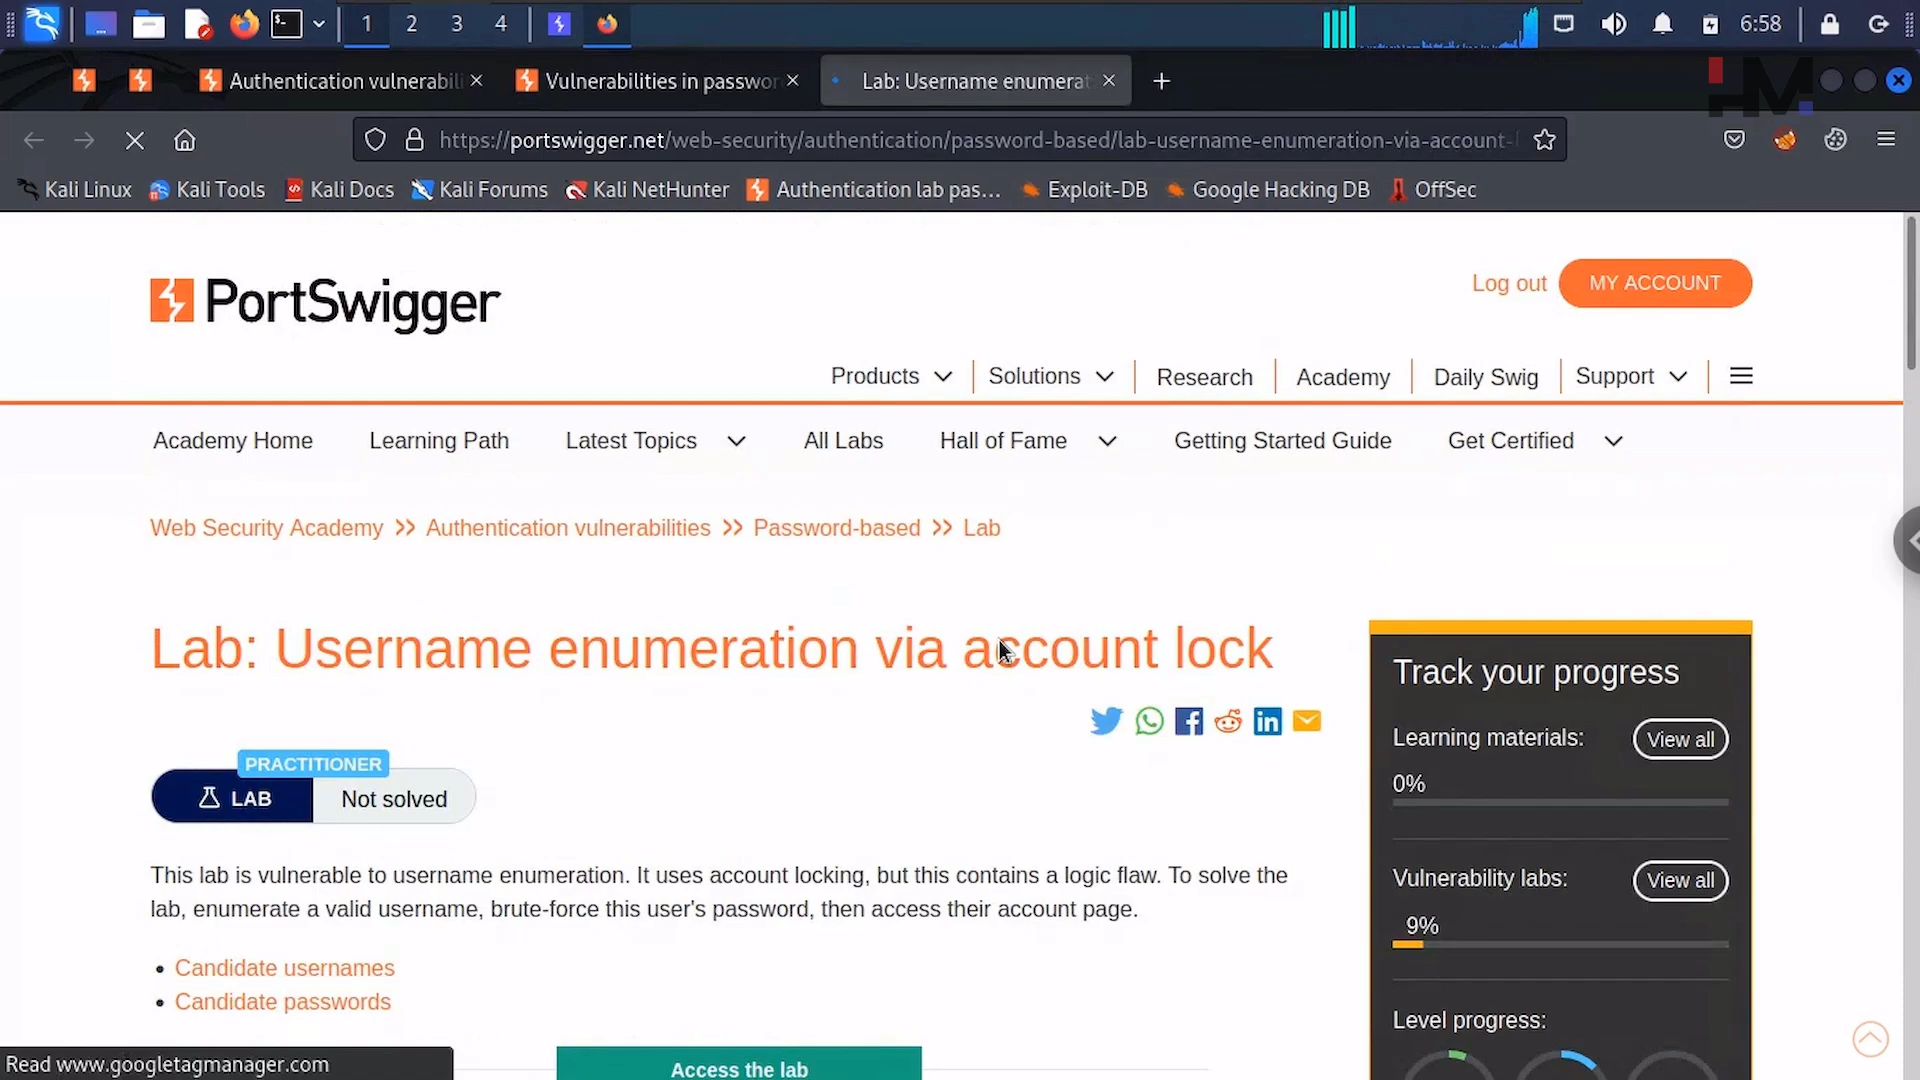 1 2 3 4
6:58
Authentication vulnerabili
Vulnerabilities in passwor
Lab: Username enumerat
HM
https://portswigger.net/web-security/authentication/password-based/lab-username-enumeration-via-account-
Kali Linux Kali Tools Kali Docs Kali Forums Kali NetHunter Authentication lab pas... Exploit-DB Google Hacking DB OffSec
PortSwigger
Log out MY ACCOUNT
Products Solutions Research Academy Daily Swig Support
Academy Home Learning Path Latest Topics All Labs Hall of Fame Getting Started Guide Get Certified
Web Security Academy >> Authentication vulnerabilities >> Password-based >> Lab
Lab: Username enumeration via account lock
PRACTITIONER
LAB Not solved
This lab is vulnerable to username enumeration. It uses account locking, but this contains a logic flaw. To solve the
lab, enumerate a valid username, brute-force this user's password, then access their account page.
• Candidate usernames
• Candidate passwords
Access the lab
Track your progress
Learning materials: View all
0%
Vulnerability labs: View all
9%
Level progress:
Read www.googletagmanager.com